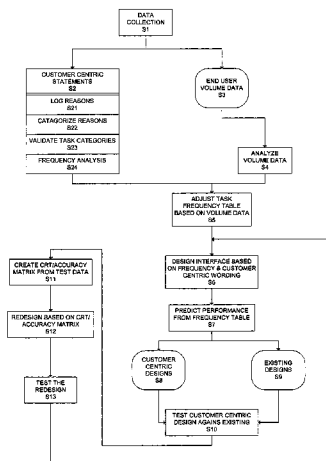 DATA
COLLECTION
S1
CUSTOMER CENTRIC
STATEMENTS
S2
LOG REASONS
S21
CATAGORIZE REASONS
S22
VALIDATE TASK CATEGORIES
S23
FREQUENCY ANALYSIS
S24
END USER
VOLUME DATA
S3
ANALYZE
VOLUME DATA
S4
ADJUST TASK
FREQUENCY TABLE
BASED ON VOLUME DATA
S5
DESIGN INTERFACE BASED
ON FREQUENCY & CUSTOMER
CENTRIC WORDING
S6
PREDICT PERFORMANCE
FROM FREQUENCY TABLE
S7
CUSTOMER
CENTRIC
DESIGNS
S8
EXISTING
DESIGNS
S9
TEST CUSTOMER CENTRIC
DESIGN AGAINS EXISTING
S10
CREATE CRT/ACCURACY
MATRIX FROM TEST DATA
S11
REDESIGN BASED ON CRT/
ACCURACY MATRIX
S12
TEST THE
REDESIGN
S13